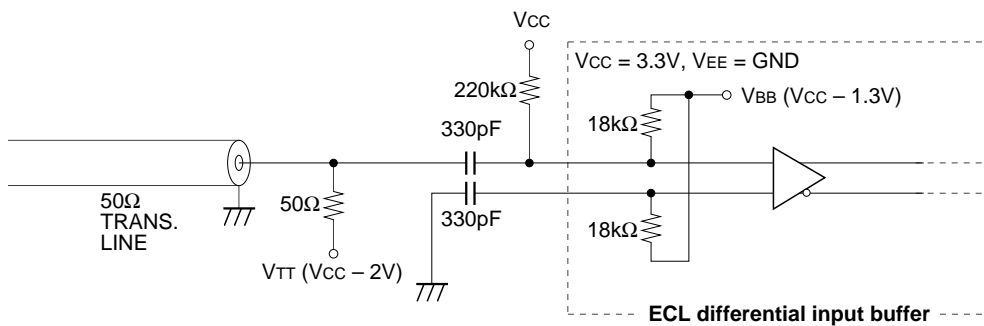 VCC
VCC = 3.3V, VEE = GND
220kΩ
VBB (VCC – 1.3V)
18kΩ
330pF
50Ω
TRANS.
LINE
50Ω
330pF
18kΩ
VTT (VCC – 2V)
ECL differential input buffer